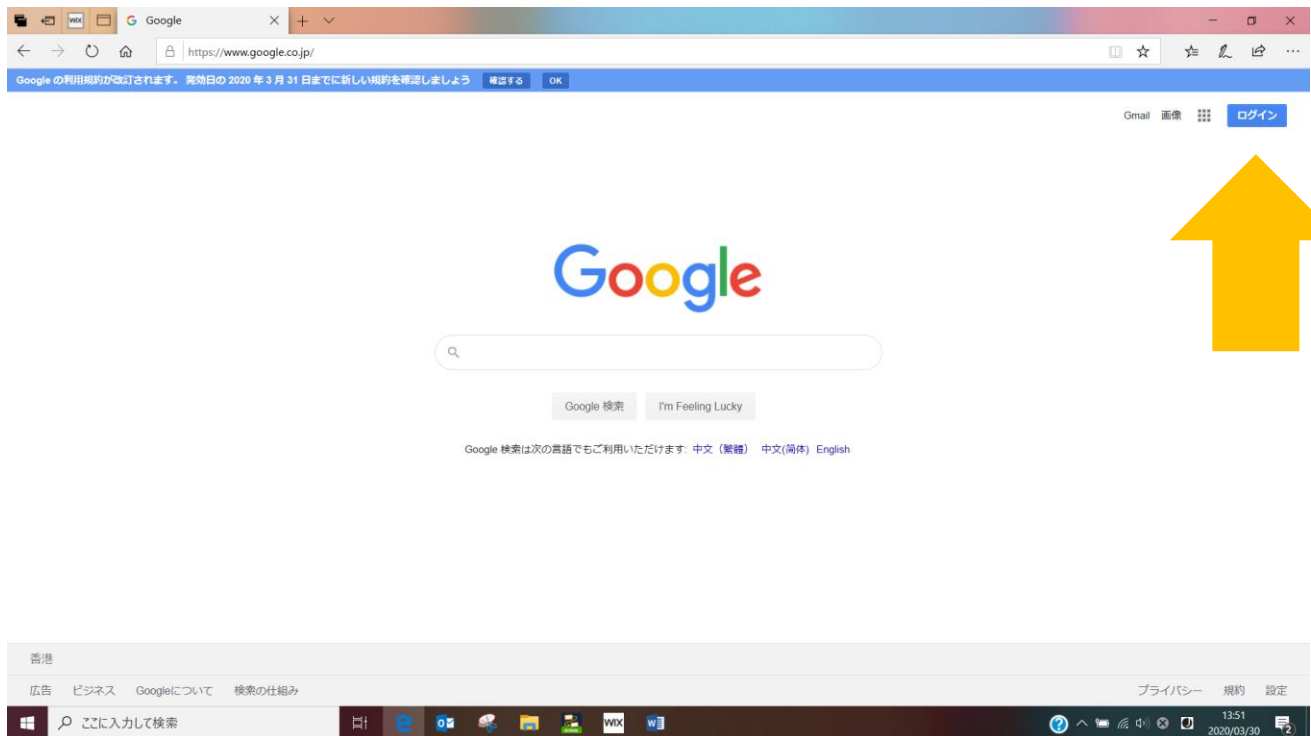 WIX Google
https://www.google.co.jp/
Google の利用規約が改訂されます。 発効日の 2020 年 3 月 31 日までに新しい規約を確認しましょう 確認する OK
Gmail 画像 ログイン
Google
Google 検索 I'm Feeling Lucky
Google 検索は次の言語でもご利用いただけます: 中文（繁體） 中文(简体) English
香港
広告 ビジネス Googleについて 検索の仕組み プライバシー 規約 設定
ここに入力して検索 WIX 13:51
2020/03/30 2